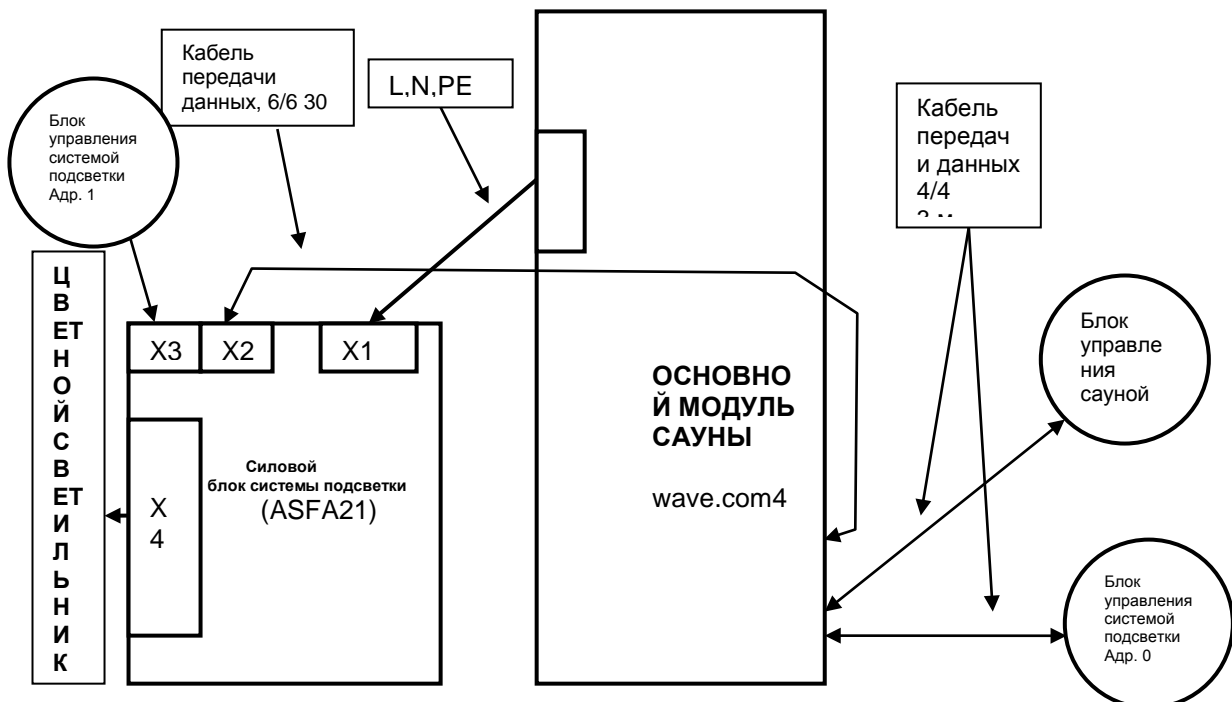 Кабель
передачи
данных, 6/6 30
L,N,PE
Блок
управления
системой
подсветки
Адр. 1
Кабель
передач
и данных
4/4
Ц
В
ЕТ
Н
О
Й
С
В
ЕТ
И
Л
Ь
Н
И
К
X3
X2
X1
X
4
Силовой
блок системы подсветки
(ASFA21)
ОСНОВНО
Й МОДУЛЬ
САУНЫ
wave.com4
Блок
управле
ния
сауной
Блок
управления
системой
подсветки
Адр. 0